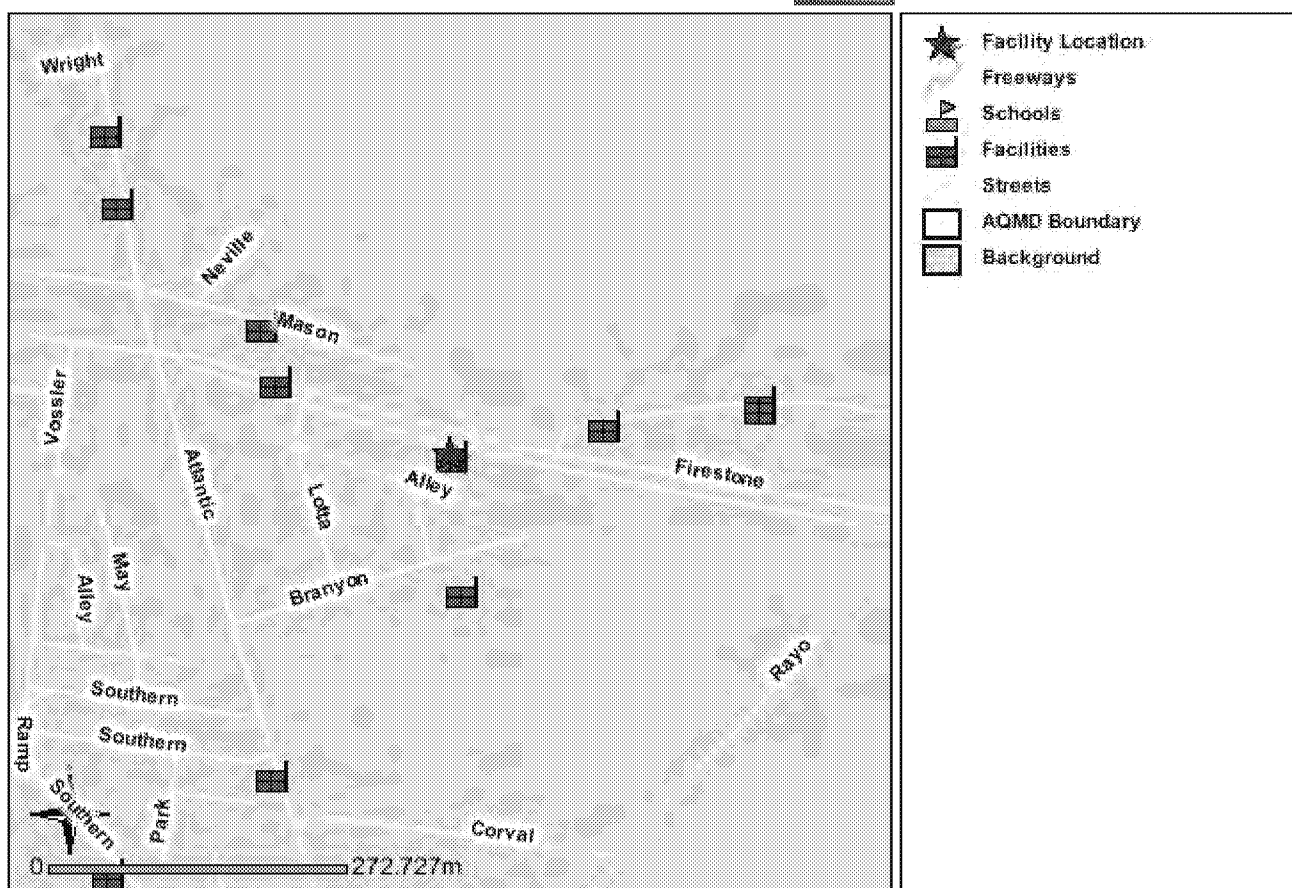 Wright
Neville
Mason
Vossler
Atlantic
Lotta
Alley
Firestone
May
Alley
Branyon
Rayo
Southern
Southern
Ramp
Southern
Park
Corval
0 272.727m
Facility Location
Freeways
Schools
Facilities
Streets
AQMD Boundary
Background